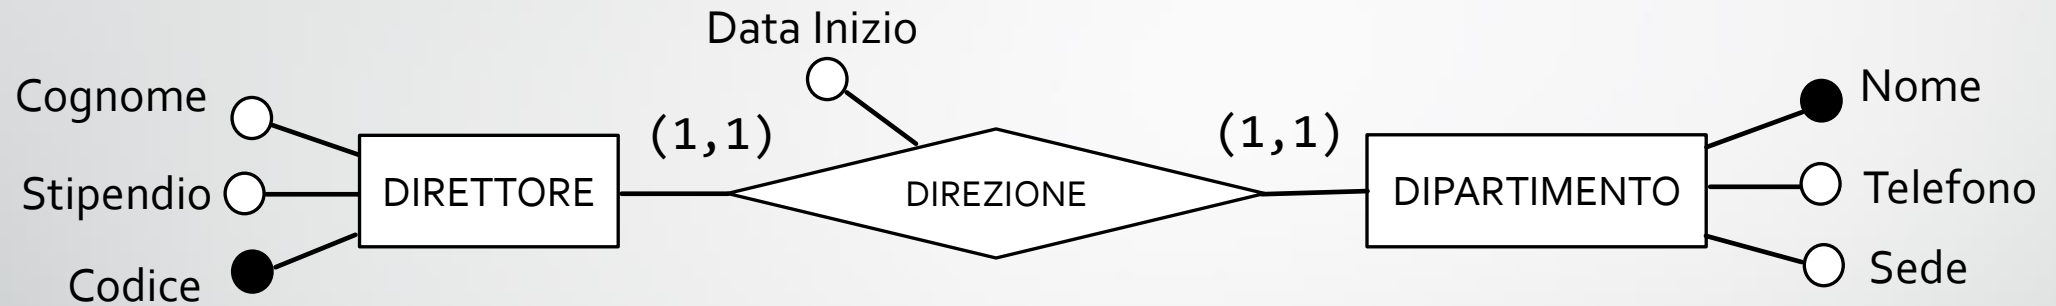 Data Inizio
Cognome
Nome
(1,1)
(1,1)
Stipendio
DIRETTORE
DIREZIONE
DIPARTIMENTO
Telefono
Codice
Sede